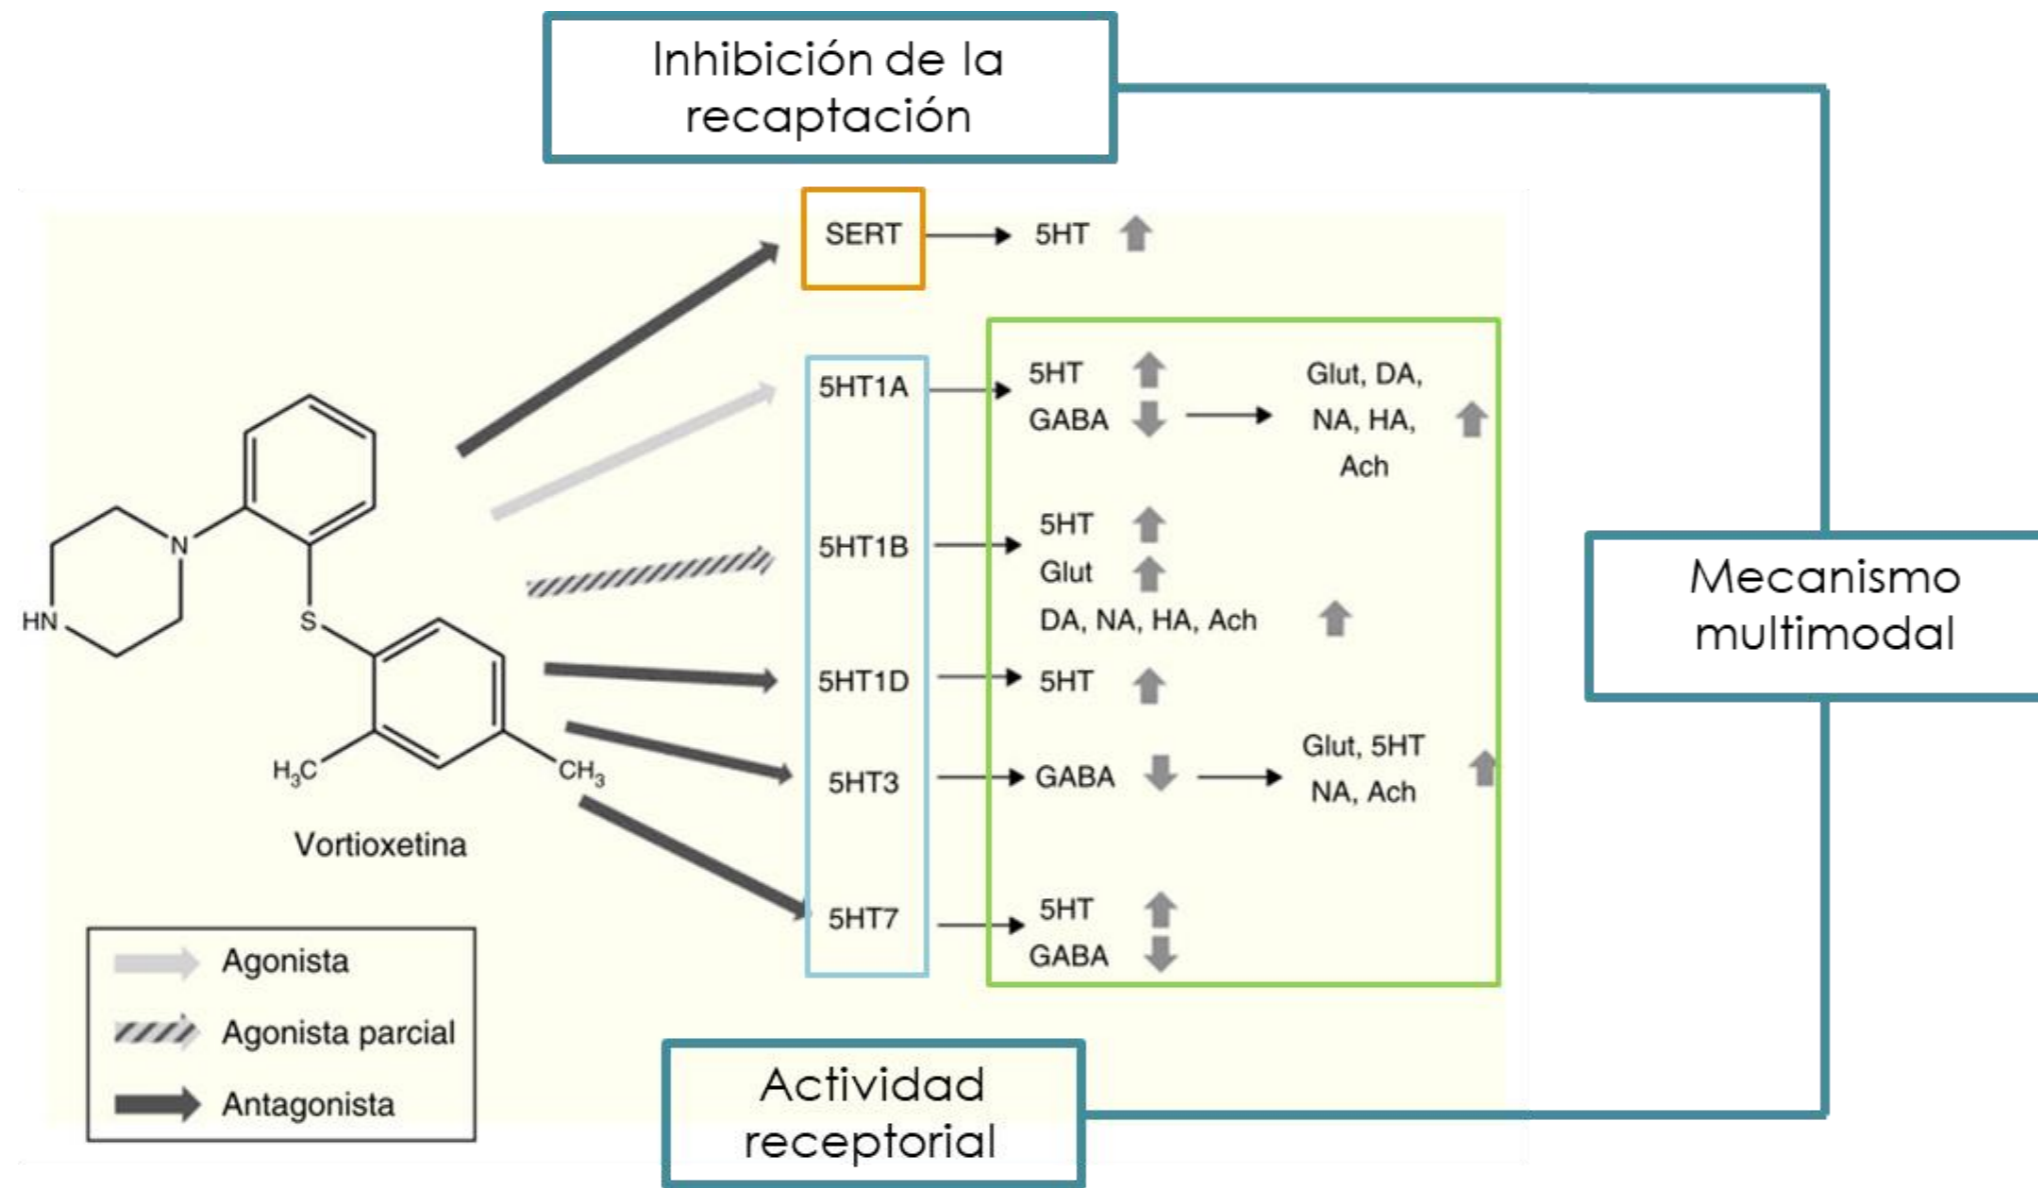 Inhibición de la
recaptación
SERT
5HT
5HT1A
5HT
GABA
Glut, DA,
NA, HA,
Ach
5HT1B
5HT
Glut
DA, NA, HA, Ach
5HT1D
5HT
5HT3
GABA
Glut, 5HT
NA, Ach
5HT7
5HT
GABA
N
HN
S
H₃C
CH₃
Vortioxetina
Agonista
Agonista parcial
Antagonista
Mecanismo
multimodal
Actividad
receptorial